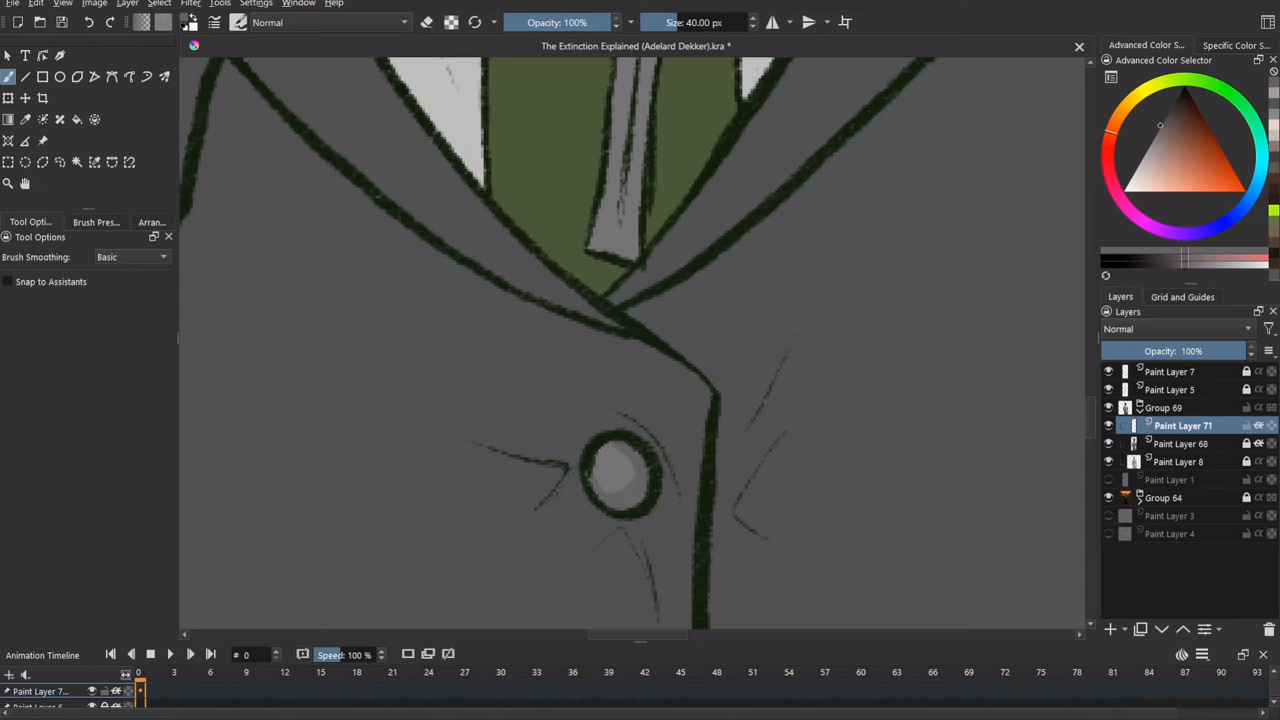 File Edit View Image Layer Select Filter Tools Settings Window Help
Normal Opacity: 100% Size: 40.00 px
The Extinction Explained (Adelard Dekker).kra *
Advanced Color S... Specific Color S...
Advanced Color Selector
Tool Opti... Brush Pres... Arran...
Tool Options
Brush Smoothing: Basic
Snap to Assistants
Layers Grid and Guides
Layers
Normal
Opacity: 100%
Paint Layer 7
Paint Layer 5
Group 69
Paint Layer 71
Paint Layer 68
Paint Layer 8
Paint Layer 1
Group 64
Paint Layer 3
Paint Layer 4
Animation Timeline # 0 Speed: 100 %
0 3 6 9 12 15 18 21 24 27 30 33 36 39 42 45 48 51 54 57 60 63 66 69 72 75 78 81 84 87 90 93
Paint Layer 7...